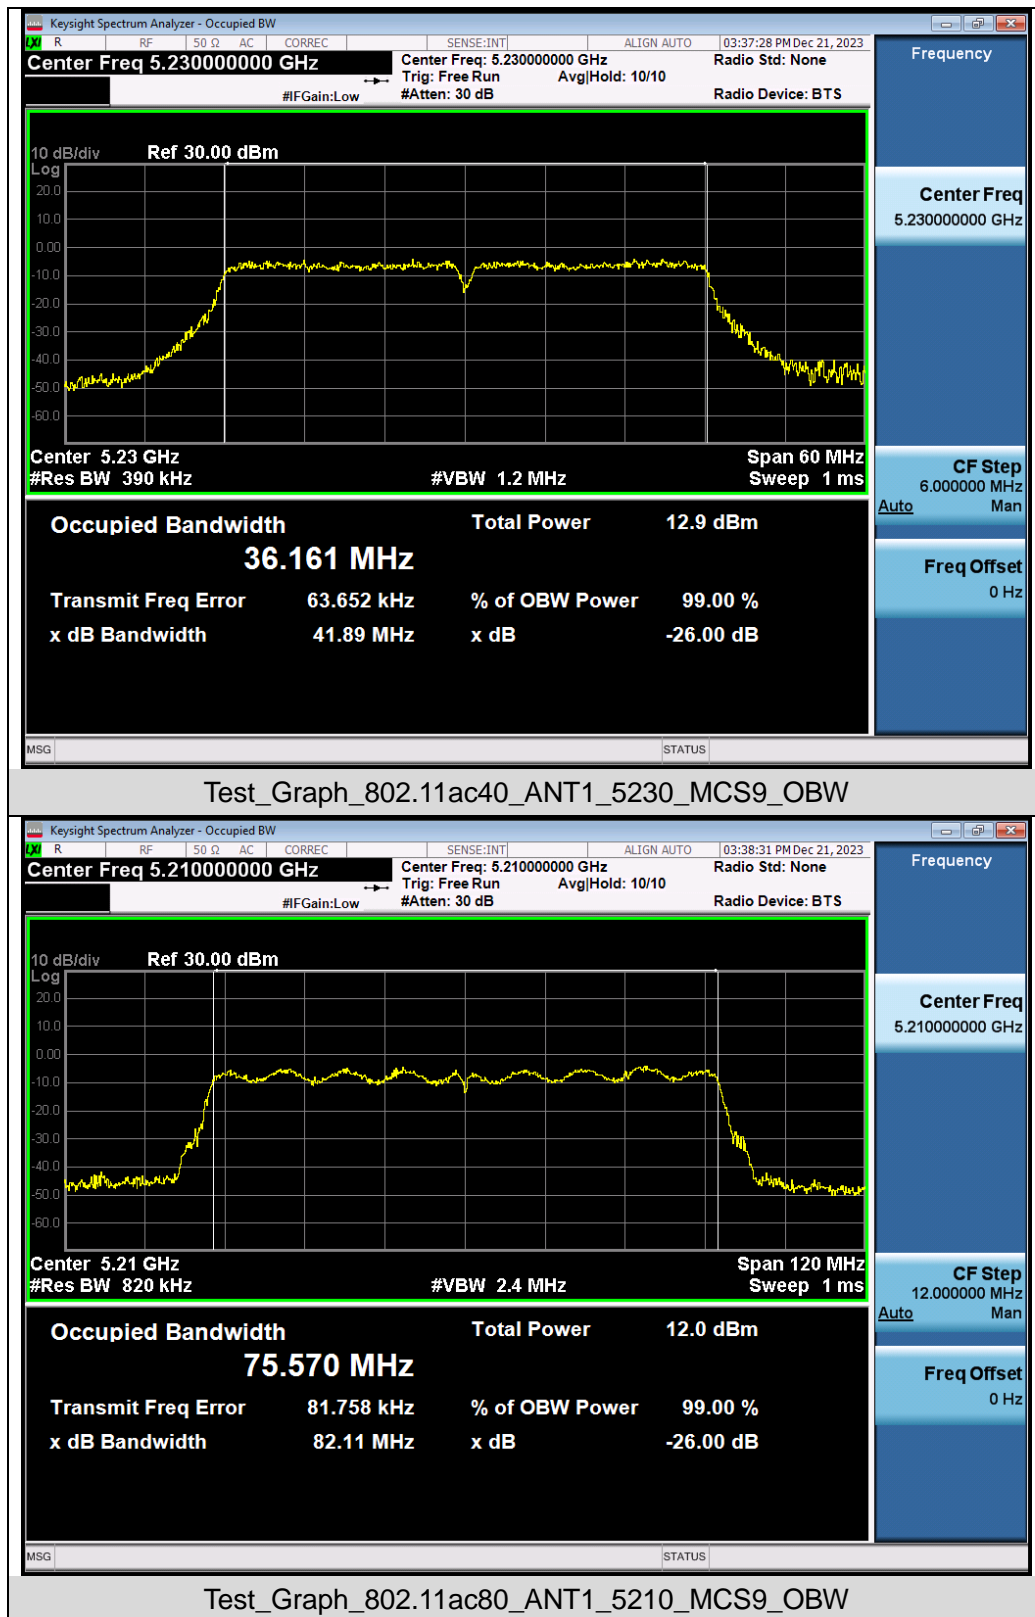 Keysight Spectrum Analyzer - Occupied BW
LXI R RF 50 Ω AC CORREC SENSE:INT ALIGN AUTO 03:37:28 PM Dec 21, 2023
Center Freq 5.230000000 GHz
Center Freq: 5.230000000 GHz Radio Std: None
Trig: Free Run Avg|Hold: 10/10
#IFGain:Low #Atten: 30 dB Radio Device: BTS
Frequency
10 dB/div Ref 30.00 dBm
Log
20.0
10.0
0.00
-10.0
-20.0
-30.0
-40.0
-50.0
-60.0
Center 5.23 GHz Span 60 MHz
#Res BW 390 kHz #VBW 1.2 MHz Sweep 1 ms
Center Freq
5.230000000 GHz
CF Step
6.000000 MHz
Auto Man
Freq Offset
0 Hz
Occupied Bandwidth Total Power 12.9 dBm
36.161 MHz
Transmit Freq Error 63.652 kHz % of OBW Power 99.00 %
x dB Bandwidth 41.89 MHz x dB -26.00 dB
MSG STATUS
Test_Graph_802.11ac40_ANT1_5230_MCS9_OBW
Keysight Spectrum Analyzer - Occupied BW
LXI R RF 50 Ω AC CORREC SENSE:INT ALIGN AUTO 03:38:31 PM Dec 21, 2023
Center Freq 5.210000000 GHz
Center Freq: 5.210000000 GHz Radio Std: None
Trig: Free Run Avg|Hold: 10/10
#IFGain:Low #Atten: 30 dB Radio Device: BTS
Frequency
10 dB/div Ref 30.00 dBm
Log
20.0
10.0
0.00
-10.0
-20.0
-30.0
-40.0
-50.0
-60.0
Center 5.21 GHz Span 120 MHz
#Res BW 820 kHz #VBW 2.4 MHz Sweep 1 ms
Center Freq
5.210000000 GHz
CF Step
12.000000 MHz
Auto Man
Freq Offset
0 Hz
Occupied Bandwidth Total Power 12.0 dBm
75.570 MHz
Transmit Freq Error 81.758 kHz % of OBW Power 99.00 %
x dB Bandwidth 82.11 MHz x dB -26.00 dB
MSG STATUS
Test_Graph_802.11ac80_ANT1_5210_MCS9_OBW